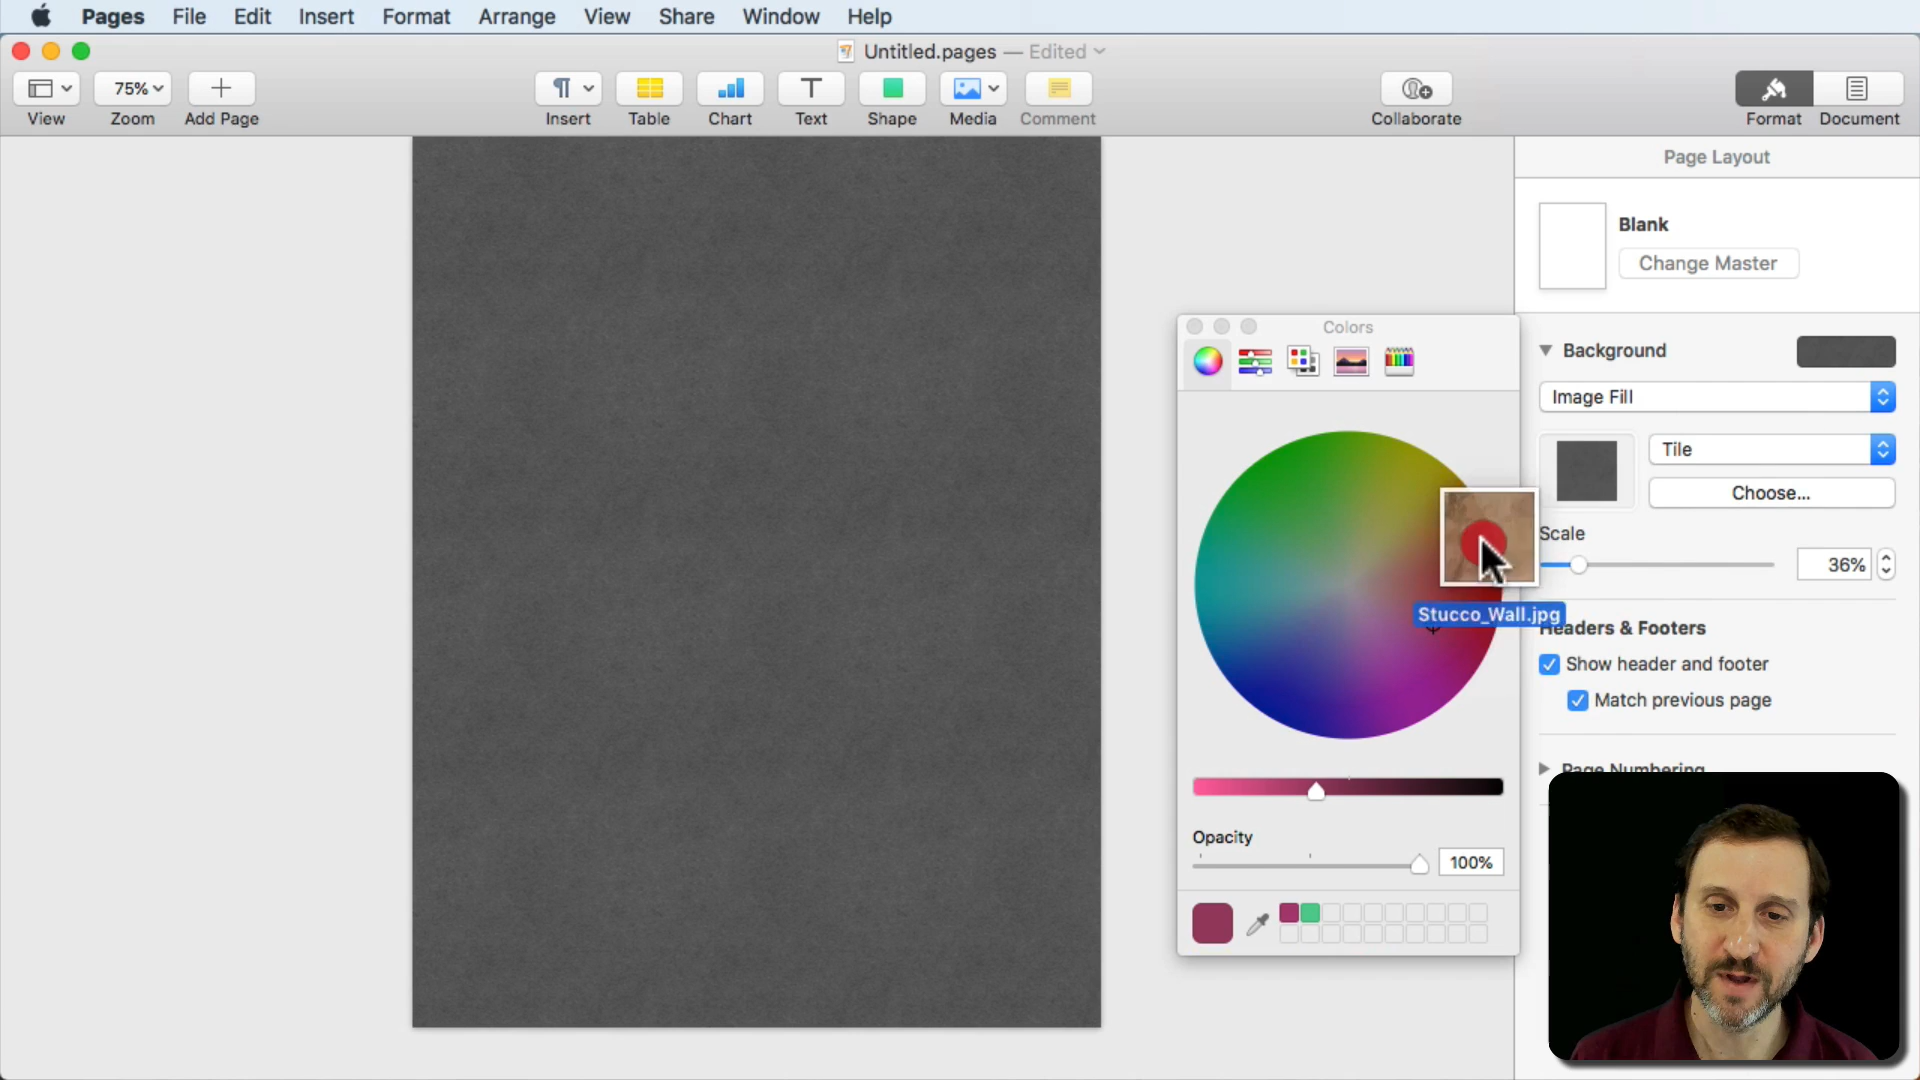 Pages File Edit Insert Format Arrange View Share Window Help
Untitled.pages — Edited
75%
View Zoom Add Page Insert Table Chart Text Shape Media Comment Collaborate Format Document
Page Layout
Blank
Change Master
Colors
Background
Image Fill
Tile
Choose...
Scale
36%
Stucco_Wall.jpg
Headers & Footers
Show header and footer
Match previous page
Page Numbering
Opacity
100%